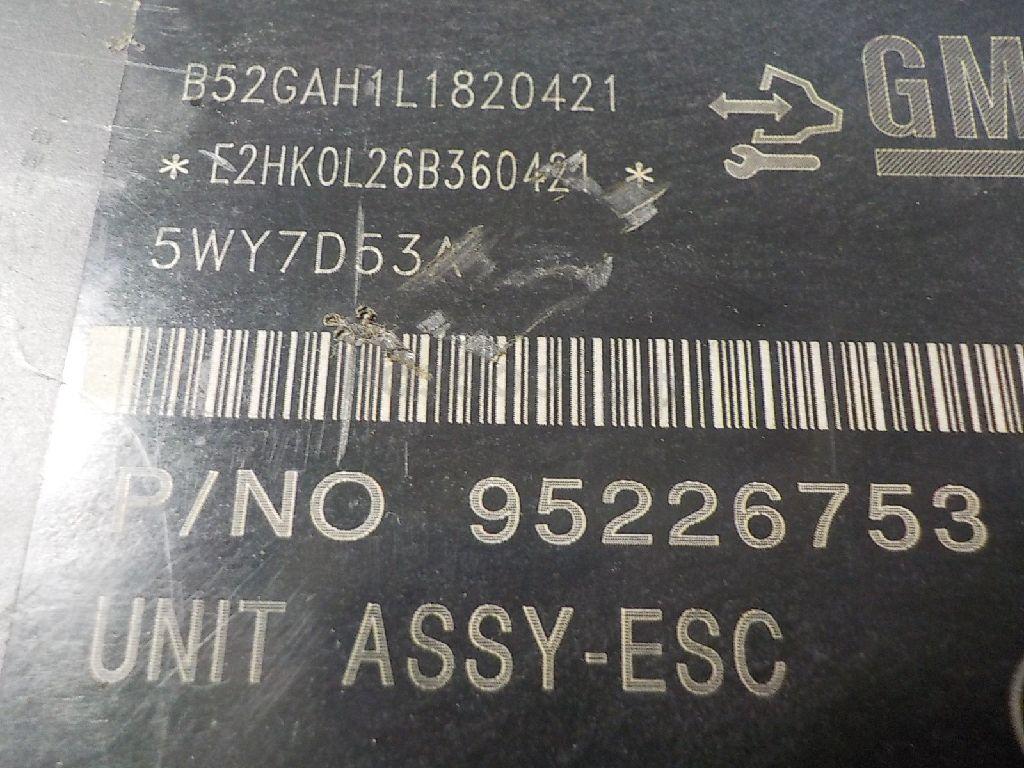 B52GAH1L1820421
GM
* E2HK0L26B360421 *
5WY7D53A
P/NO 95226753
UNIT ASSY-ESC